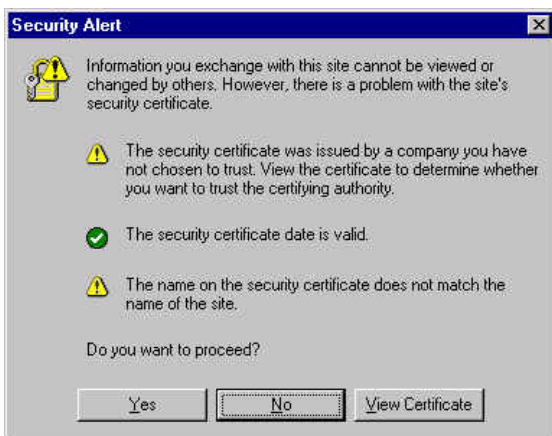 Security Alert
Information you exchange with this site cannot be viewed or
changed by others. However, there is a problem with the site's
security certificate.
The security certificate was issued by a company you have
not chosen to trust. View the certificate to determine whether
you want to trust the certifying authority.
The security certificate date is valid.
The name on the security certificate does not match the
name of the site.
Do you want to proceed?
Yes No View Certificate